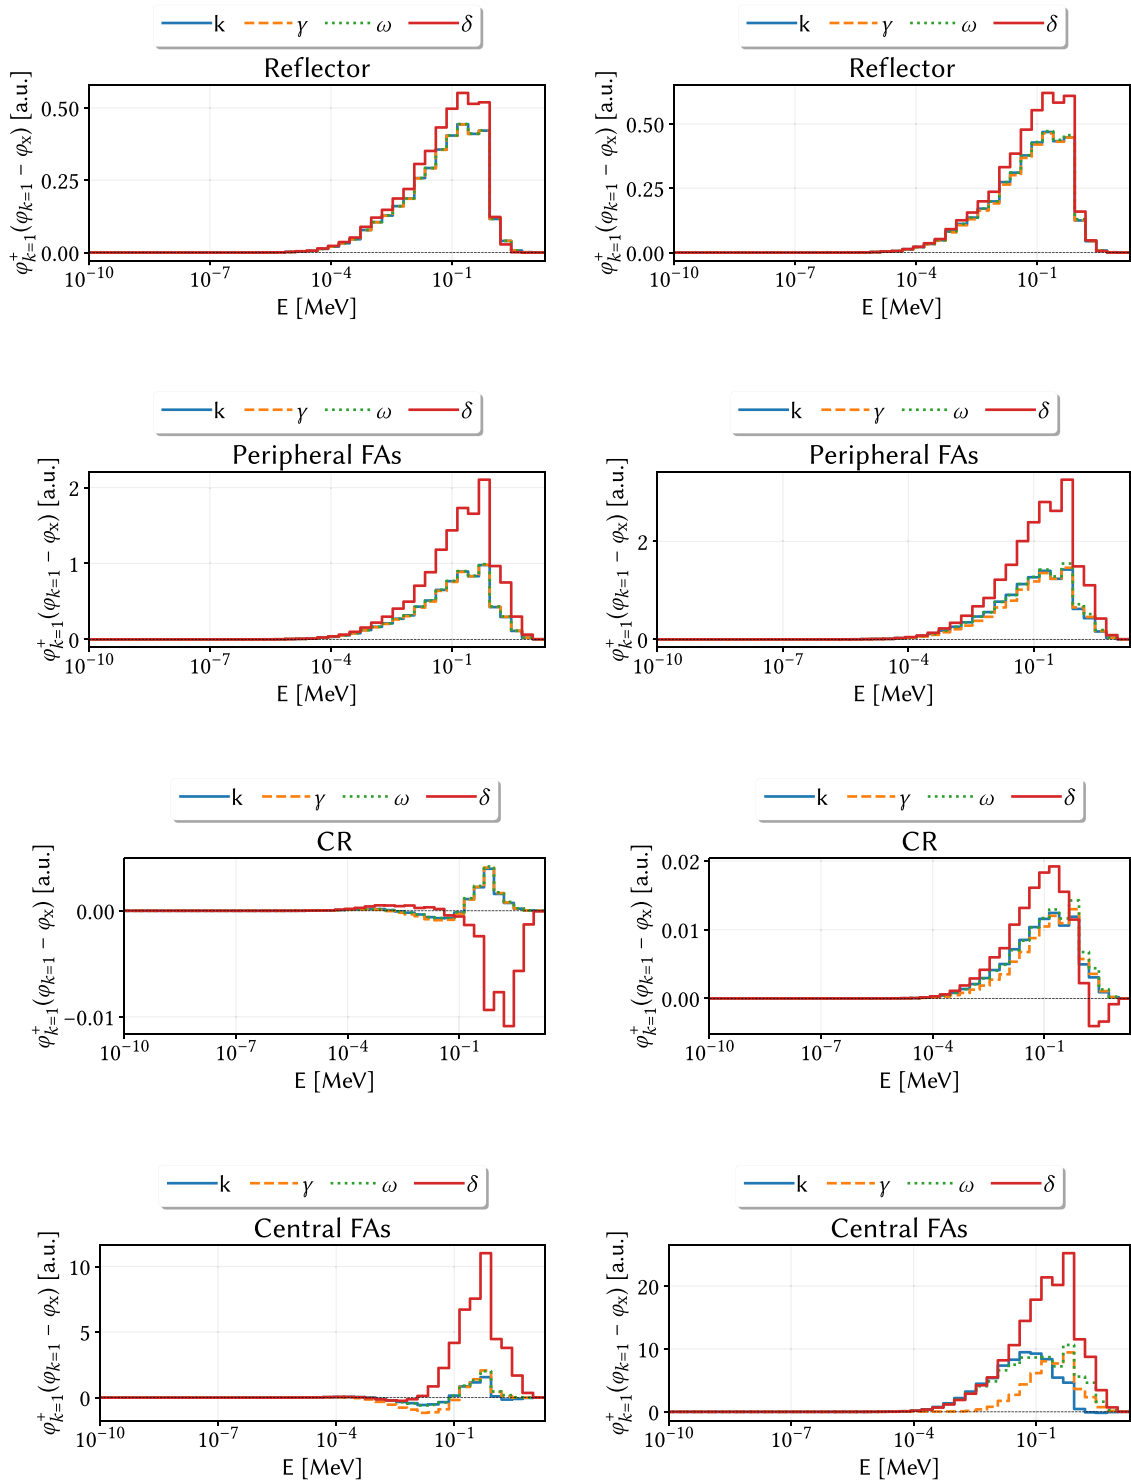 k γ ω δ
Reflector
φ⁺ₖ₌₁(φₖ₌₁ − φₓ) [a.u.]
0.50
0.25
0.00
10⁻¹⁰ 10⁻⁷ 10⁻⁴ 10⁻¹
E [MeV]
k γ ω δ
Reflector
φ⁺ₖ₌₁(φₖ₌₁ − φₓ) [a.u.]
0.50
0.25
0.00
10⁻¹⁰ 10⁻⁷ 10⁻⁴ 10⁻¹
E [MeV]
k γ ω δ
Peripheral FAs
φ⁺ₖ₌₁(φₖ₌₁ − φₓ) [a.u.]
2
1
0
10⁻¹⁰ 10⁻⁷ 10⁻⁴ 10⁻¹
E [MeV]
k γ ω δ
Peripheral FAs
φ⁺ₖ₌₁(φₖ₌₁ − φₓ) [a.u.]
2
0
10⁻¹⁰ 10⁻⁷ 10⁻⁴ 10⁻¹
E [MeV]
k γ ω δ
CR
φ⁺ₖ₌₁(φₖ₌₁ − φₓ) [a.u.]
0.00
−0.01
10⁻¹⁰ 10⁻⁷ 10⁻⁴ 10⁻¹
E [MeV]
k γ ω δ
CR
φ⁺ₖ₌₁(φₖ₌₁ − φₓ) [a.u.]
0.02
0.01
0.00
10⁻¹⁰ 10⁻⁷ 10⁻⁴ 10⁻¹
E [MeV]
k γ ω δ
Central FAs
φ⁺ₖ₌₁(φₖ₌₁ − φₓ) [a.u.]
10
5
0
10⁻¹⁰ 10⁻⁷ 10⁻⁴ 10⁻¹
E [MeV]
k γ ω δ
Central FAs
φ⁺ₖ₌₁(φₖ₌₁ − φₓ) [a.u.]
20
10
0
10⁻¹⁰ 10⁻⁷ 10⁻⁴ 10⁻¹
E [MeV]